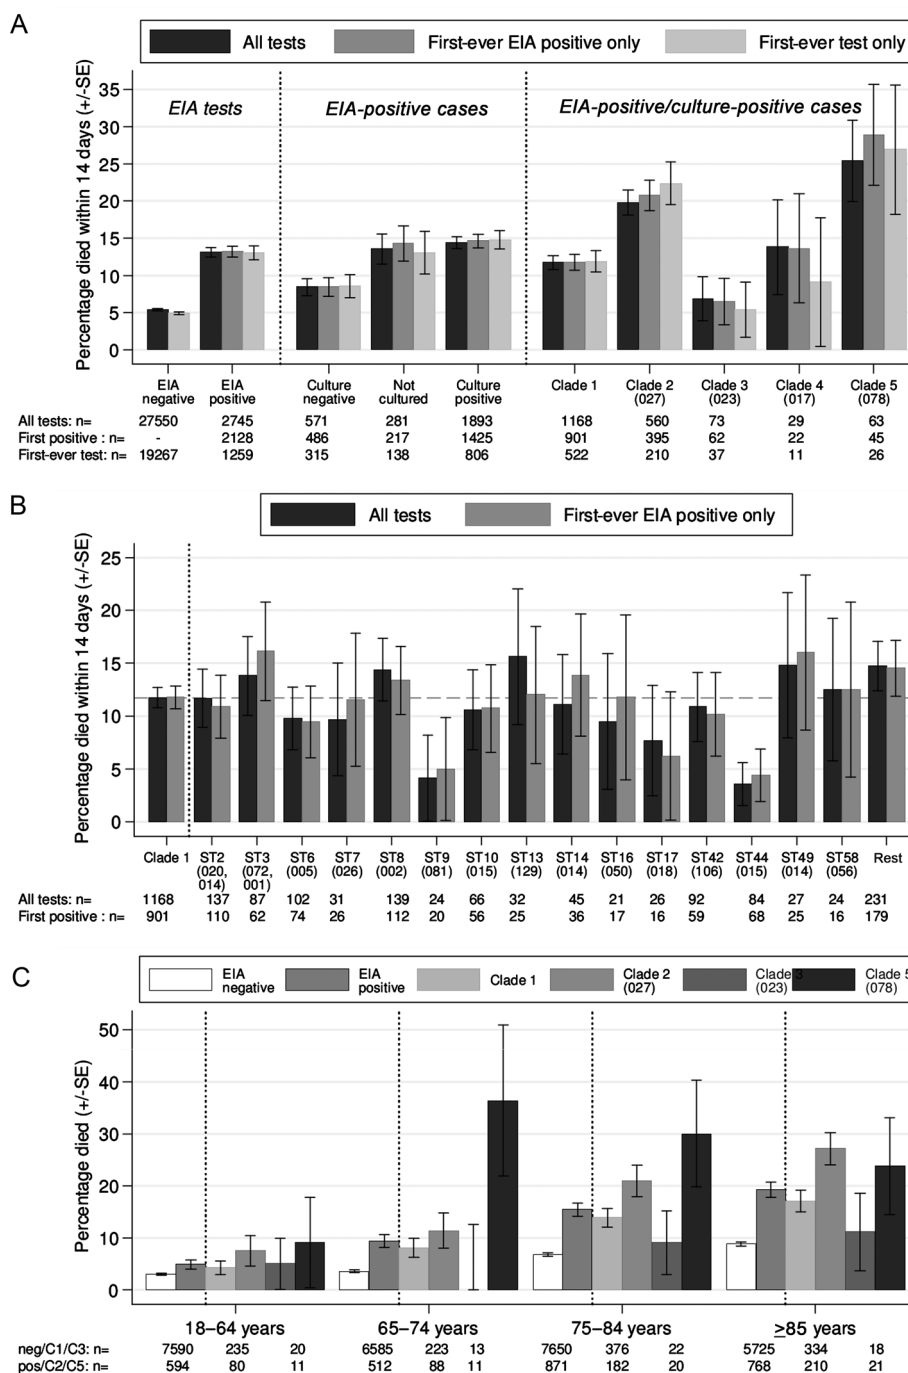 A
All tests First-ever EIA positive only First-ever test only
Percentage died within 14 days (+/-SE)
35
30
25
20
15
10
5
0
EIA tests EIA-positive cases EIA-positive/culture-positive cases
EIA negative EIA positive Culture negative Not cultured Culture positive Clade 1 Clade 2 (027) Clade 3 (023) Clade 4 (017) Clade 5 (078)
All tests: n= 27550 2745 571 281 1893 1168 560 73 29 63
First positive : n= - 2128 486 217 1425 901 395 62 22 45
First-ever test: n= 19267 1259 315 138 806 522 210 37 11 26
B
All tests First-ever EIA positive only
Percentage died within 14 days (+/-SE)
25
20
15
10
5
0
Clade 1 ST2 (020, 014) ST3 (072, 001) ST6 (005) ST7 (026) ST8 (002) ST9 (081) ST10 (015) ST13 (129) ST14 (014) ST16 (050) ST17 (018) ST42 (106) ST44 (015) ST49 (014) ST58 (056) Rest
All tests: n= 1168 137 87 102 31 139 24 66 32 45 21 26 92 84 27 24 231
First positive : n= 901 110 62 74 26 112 20 56 25 36 17 16 59 68 25 16 179
C
EIA negative EIA positive Clade 1 Clade 2 (027) Clade 3 (023) Clade 5 (078)
Percentage died (+/-SE)
50
40
30
20
10
0
18–64 years 65–74 years 75–84 years ≥85 years
neg/C1/C3: n= 7590 235 20 6585 223 13 7650 376 22 5725 334 18
pos/C2/C5: n= 594 80 11 512 88 11 871 182 20 768 210 21